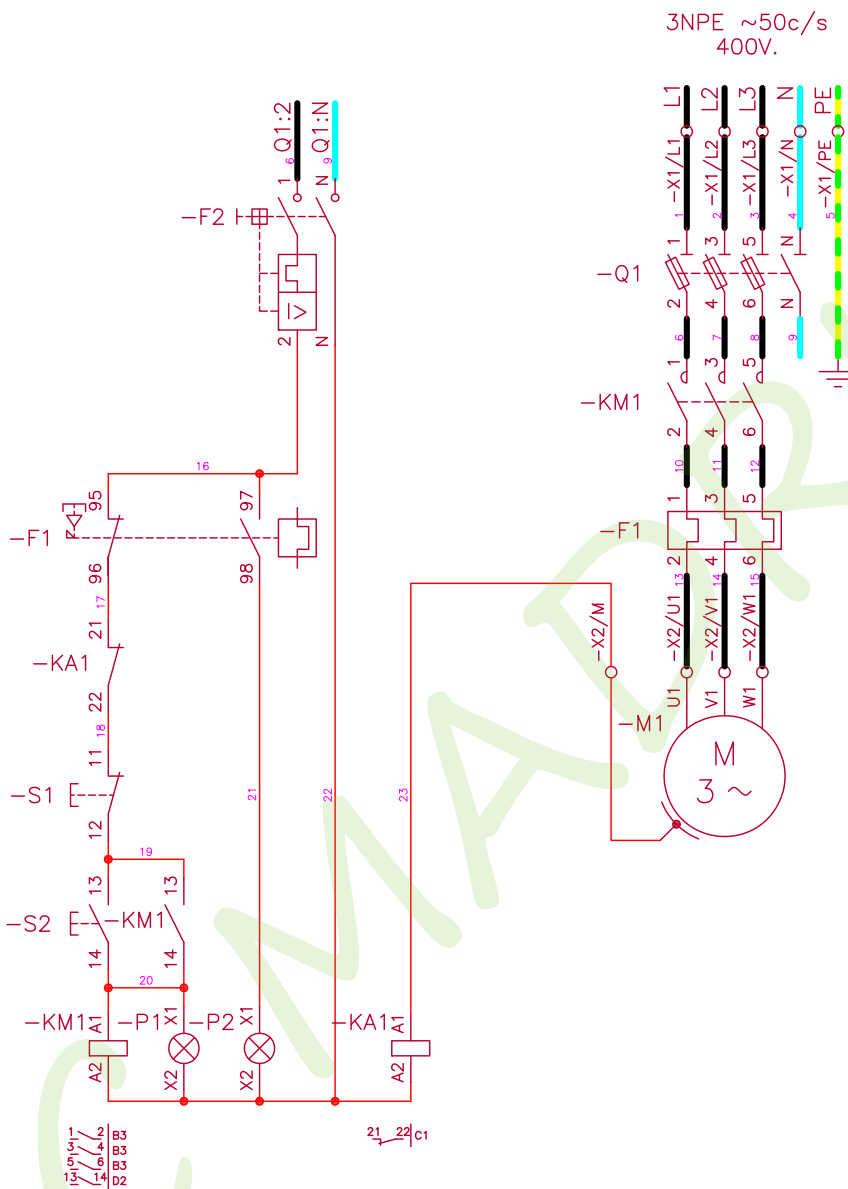 3NPE ~50c/s
400V.
L1
L2
L3
N
PE
Q1:2
Q1:N
6
9
-X1/L1
-X1/L2
-X1/L3
-X1/N
-X1/PE
1
2
3
4
5
1
N
-F2
1
3
5
N
-Q1
I>
2
4
6
N
2
N
6
7
8
9
1
3
5
-KM1
2
4
6
16
10
11
12
95
97
1
3
5
-F1
-F1
96
98
2
4
6
17
13
14
15
-X2/M
-X2/U1
-X2/V1
-X2/W1
21
-KA1
22
U1
V1
W1
-M1
18
M
3 ~
11
-S1
12
21
22
23
19
13
13
-S2
-KM1
14
14
20
-KM1
A1
-P1
X1
-P2
X1
-KA1
A1
A2
X2
X2
A2
1 2 B3
3 4 B3
5 6 B3
13 14 D2
21 22 C1
C MADR